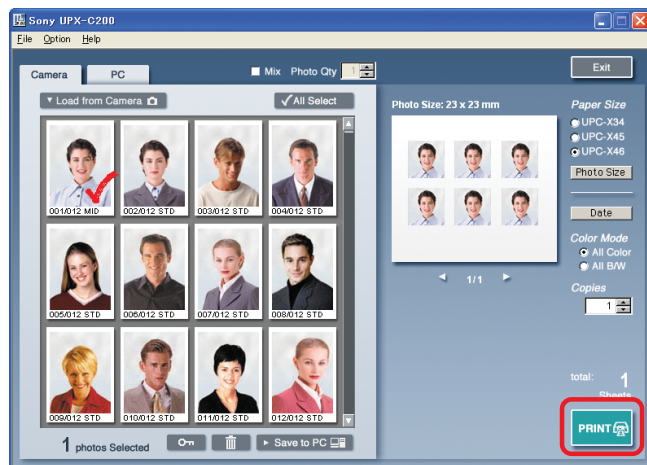 Sony UPX-C200
File Option Help
Camera
PC
Mix Photo Qty 1
Exit
Load from Camera
All Select
001/012 MID
002/012 STD
003/012 STD
004/012 STD
005/012 STD
006/012 STD
007/012 STD
008/012 STD
009/012 STD
010/012 STD
011/012 STD
012/012 STD
1 photos Selected
Save to PC
Photo Size: 23 x 23 mm
1/1
Paper Size
UPC-X34
UPC-X45
UPC-X46
Photo Size
Date
Color Mode
All Color
All B/W
Copies
1
total: 1
Sheets
PRINT